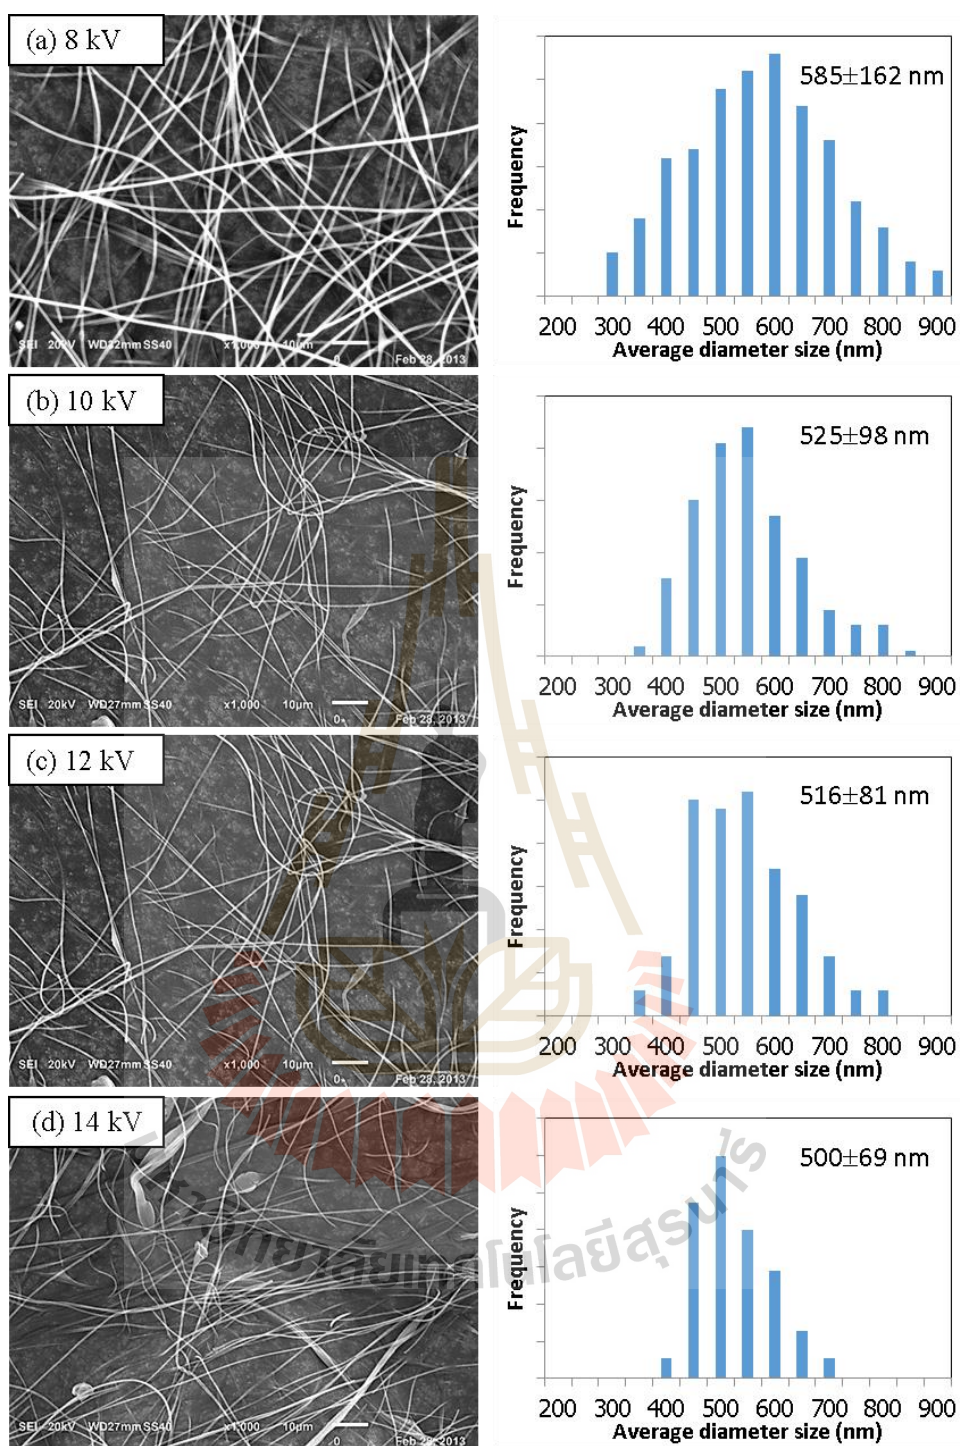 (a) 8 kV
SEI 20kV WD22mm SS40 x1,000 10µm
0 Feb 28, 2013
585±162 nm
Frequency
200 300 400 500 600 700 800 900
Average diameter size (nm)
(b) 10 kV
SEI 20kV WD27mm SS40 x1,000 10µm
Feb 28, 2013
525±98 nm
Frequency
200 300 400 500 600 700 800 900
Average diameter size (nm)
(c) 12 kV
SEI 20kV WD27mm SS40 x1,000 10µm
Feb 28, 2013
516±81 nm
Frequency
200 300 400 500 600 700 800 900
Average diameter size (nm)
(d) 14 kV
SEI 20kV WD27mm SS40 x1,000 10µm
0 Feb 28, 2013
500±69 nm
Frequency
200 300 400 500 600 700 800 900
Average diameter size (nm)